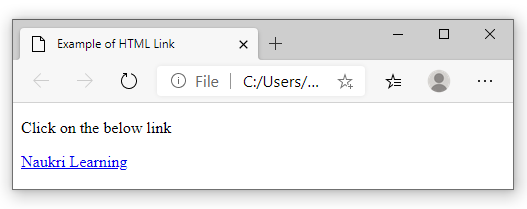 Example of HTML Link
File
C:/Users/...
Click on the below link
Naukri Learning